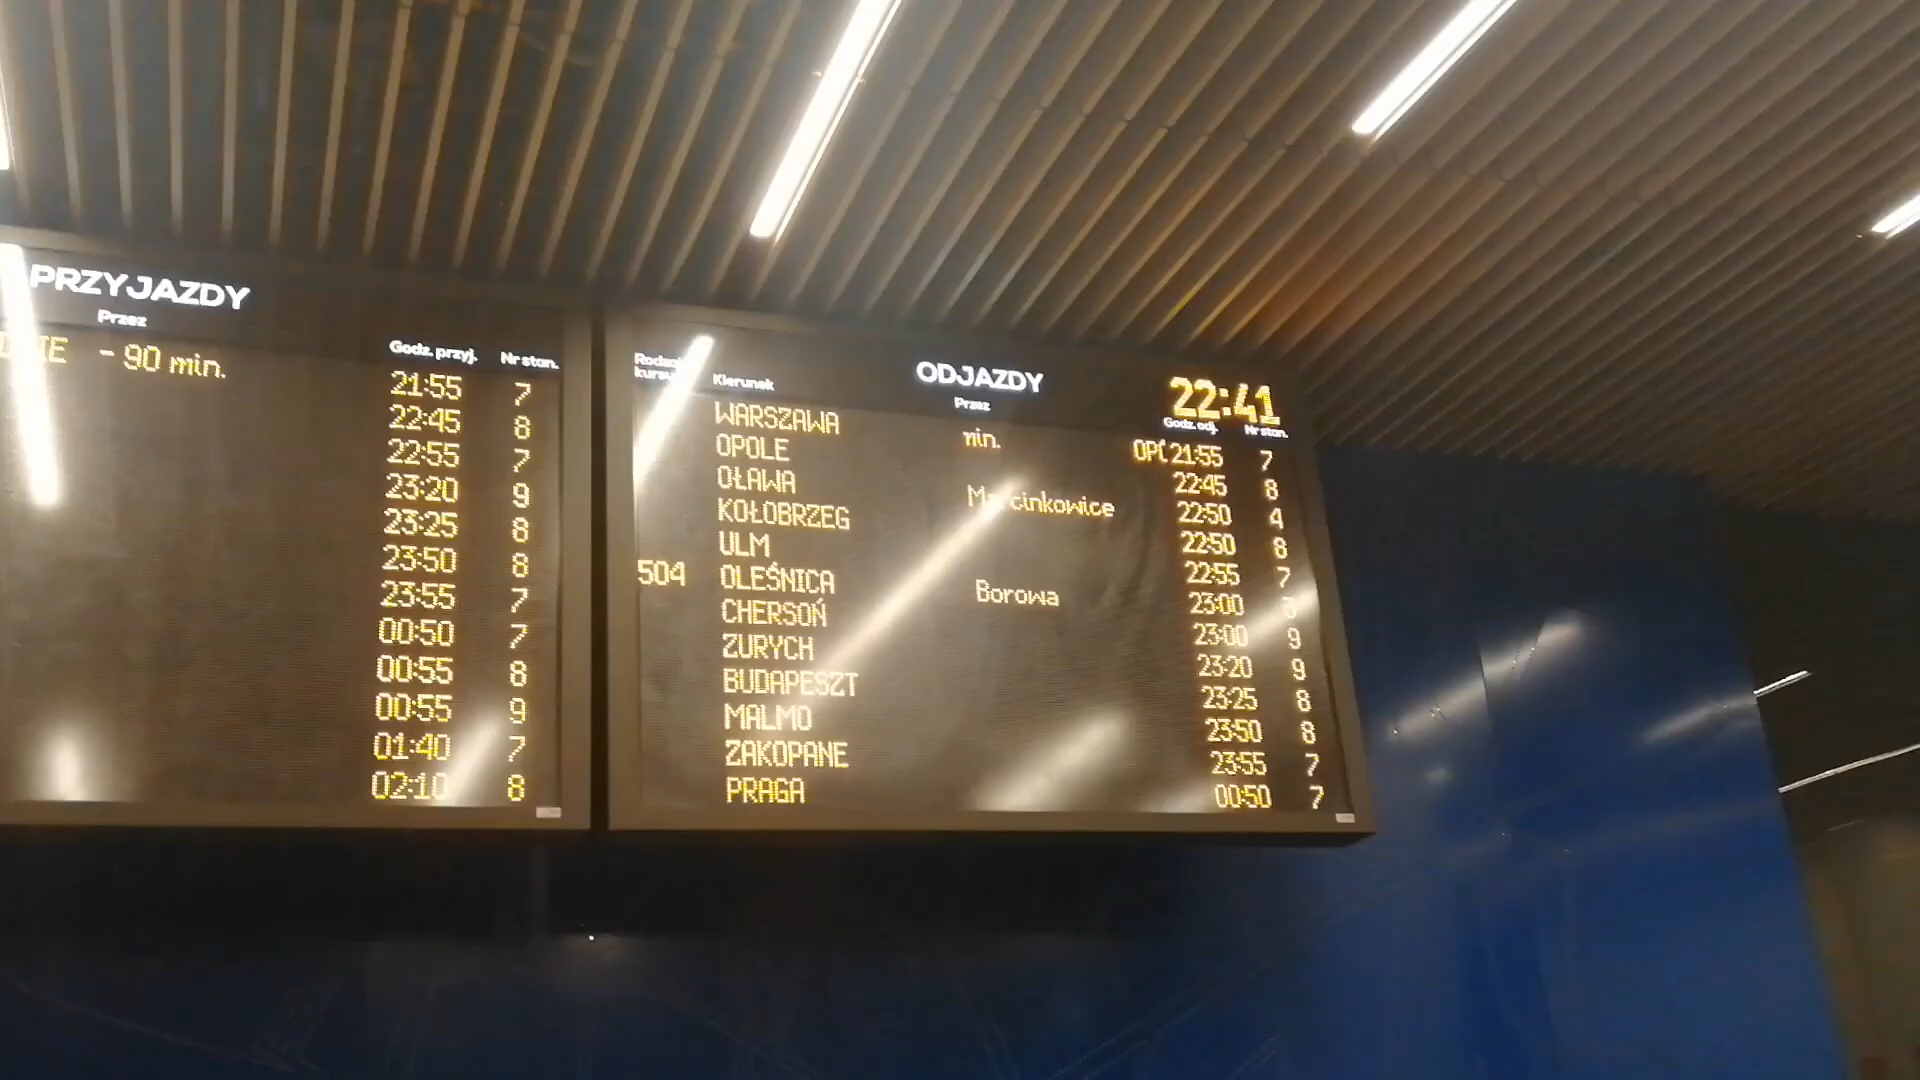 PRZYJAZDY
Przez
Godz. przyj. Nr stan.
- 90 min. 21:55 7
22:45 8
22:55 7
23:20 9
23:25 8
23:50 8
23:55 7
00:50 7
00:55 8
00:55 9
01:40 7
02:10 8
ODJAZDY 22:41
Rodzaj kursu Kierunek Przez Godz. odj. Nr stan.
WARSZAWA min. OPÓ 21:55 7
OPOLE 22:45 8
OŁAWA Marcinkowice 22:50 4
KOŁOBRZEG 22:50 8
ULM 22:55 7
504 OLEŚNICA Borowa 23:00
CHERSOŃ 23:00 9
ZURYCH 23:20 9
BUDAPESZT 23:25 8
MALMO 23:50 8
ZAKOPANE 23:55 7
PRAGA 00:50 7